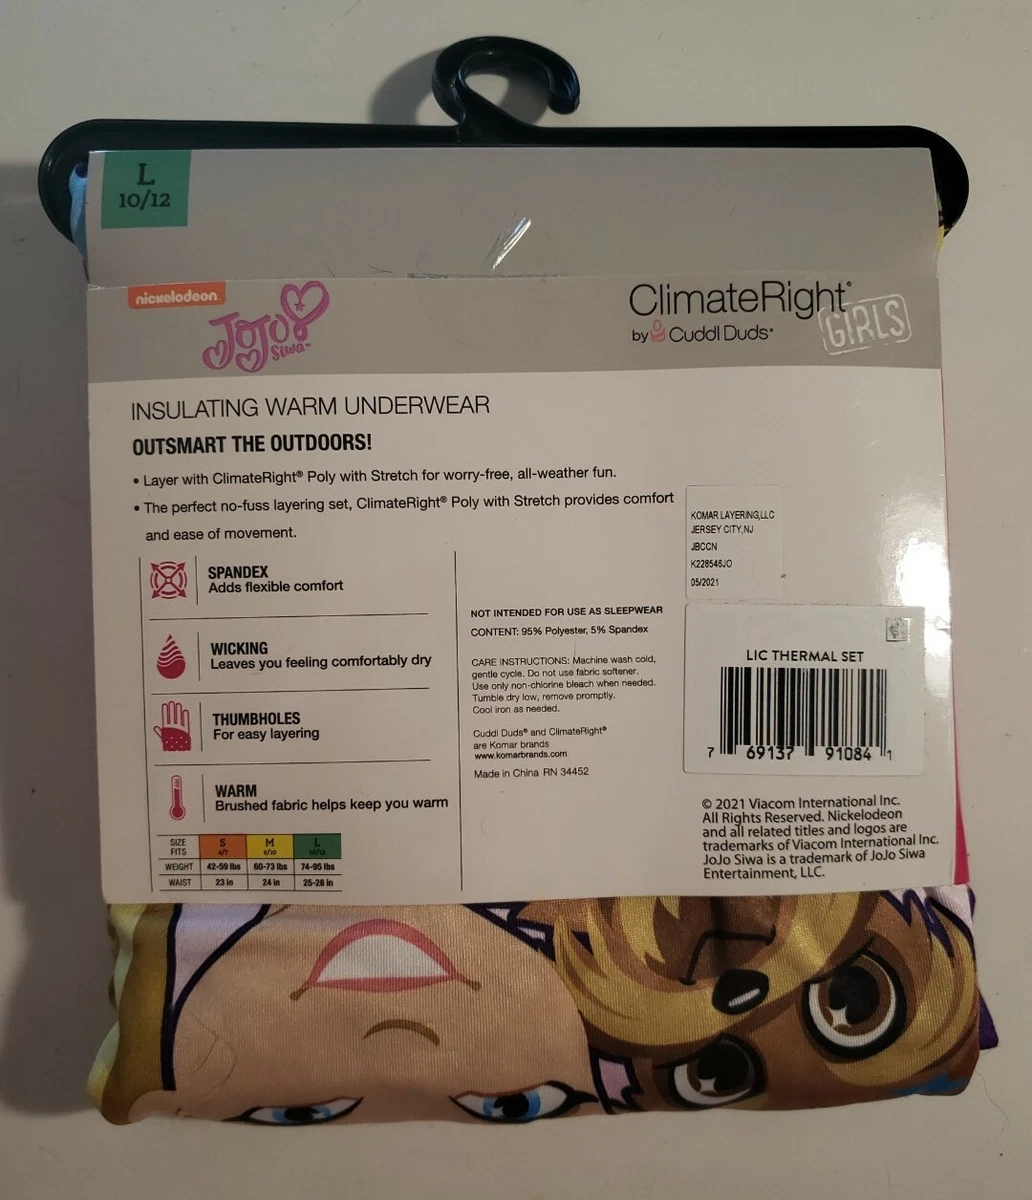 L
10/12
nickelodeon
JoJo
Siwa™
ClimateRight®
by Cuddl Duds®
GIRLS
INSULATING WARM UNDERWEAR
OUTSMART THE OUTDOORS!
• Layer with ClimateRight® Poly with Stretch for worry-free, all-weather fun.
• The perfect no-fuss layering set, ClimateRight® Poly with Stretch provides comfort
and ease of movement.
SPANDEX
Adds flexible comfort
WICKING
Leaves you feeling comfortably dry
THUMBHOLES
For easy layering
WARM
Brushed fabric helps keep you warm
SIZE S M L
FITS 6/7 8/10 10/12
WEIGHT 42-59 lbs 60-73 lbs 74-95 lbs
WAIST 23 in 24 in 25-26 in
NOT INTENDED FOR USE AS SLEEPWEAR
CONTENT: 95% Polyester, 5% Spandex
CARE INSTRUCTIONS: Machine wash cold,
gentle cycle. Do not use fabric softener.
Use only non-chlorine bleach when needed.
Tumble dry low, remove promptly.
Cool iron as needed.
Cuddl Duds® and ClimateRight®
are Komar brands
www.komarbrands.com
Made in China RN 34452
KOMAR LAYERING,LLC
JERSEY CITY,NJ
JBCCN
K228546JO
05/2021
LIC THERMAL SET
7 69137 91084 1
© 2021 Viacom International Inc.
All Rights Reserved. Nickelodeon
and all related titles and logos are
trademarks of Viacom International Inc.
JoJo Siwa is a trademark of JoJo Siwa
Entertainment, LLC.